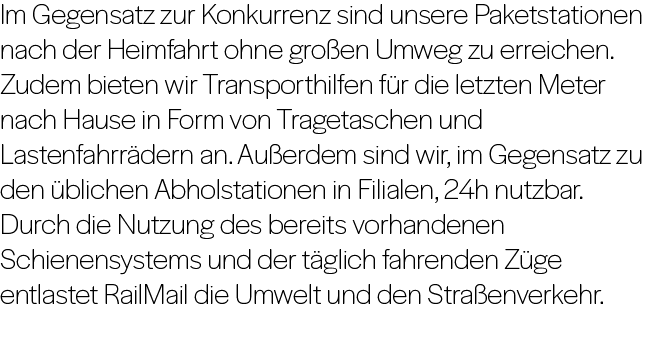 Im Gegensatz zur Konkurrenz sind unsere Paketstationen
nach der Heimfahrt ohne großen Umweg zu erreichen.
Zudem bieten wir Transporthilfen für die letzten Meter
nach Hause in Form von Tragetaschen und
Lastenfahrrädern an. Außerdem sind wir, im Gegensatz zu
den üblichen Abholstationen in Filialen, 24h nutzbar.
Durch die Nutzung des bereits vorhandenen
Schienensystems und der täglich fahrenden Züge
entlastet RailMail die Umwelt und den Straßenverkehr.